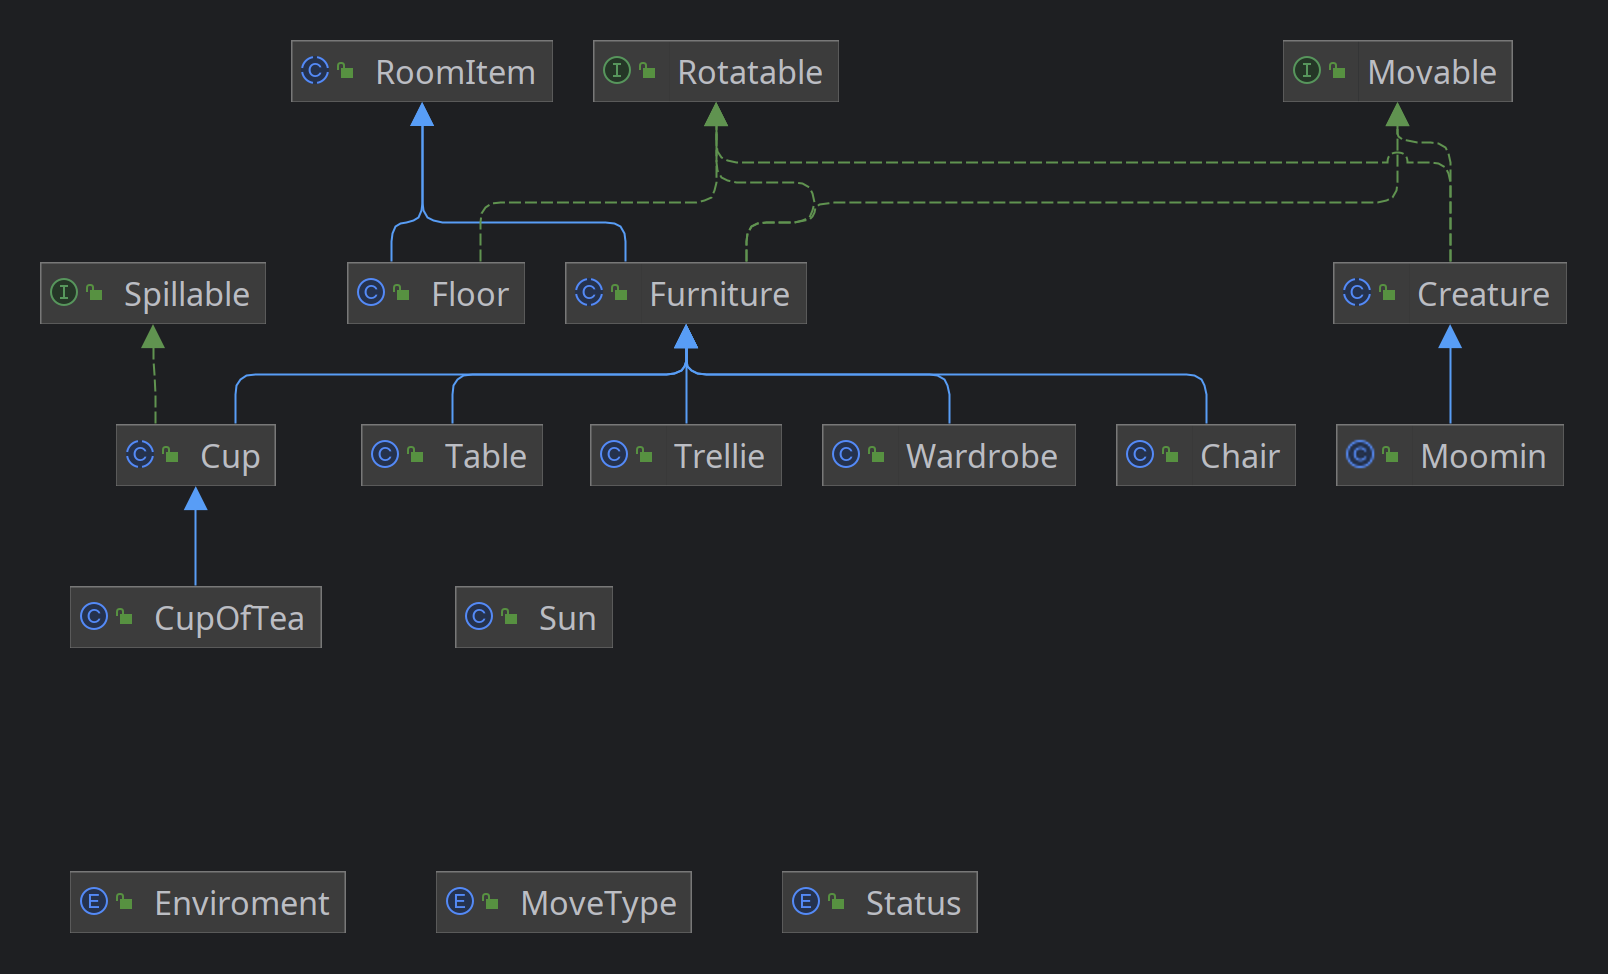 RoomItem
Rotatable
Movable
Spillable
Floor
Furniture
Creature
Cup
Table
Trellie
Wardrobe
Chair
Moomin
CupOfTea
Sun
Enviroment
MoveType
Status